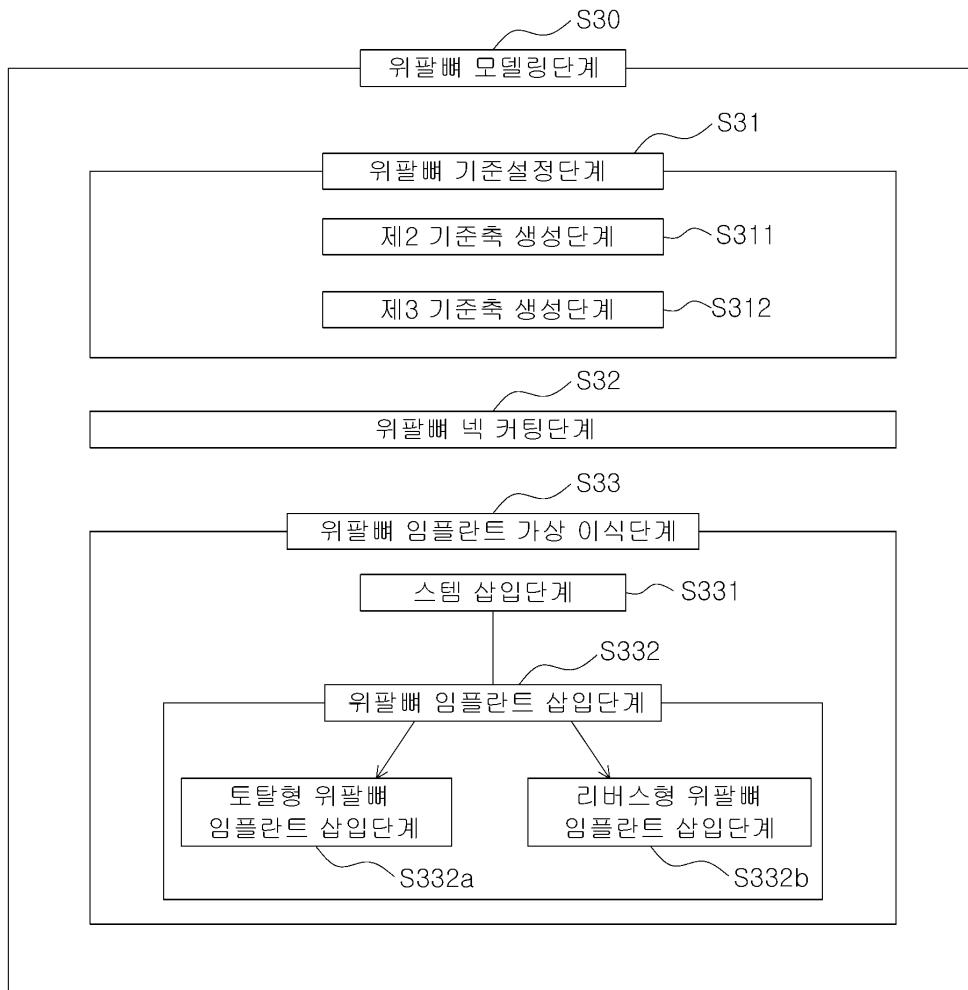 S30
위팔뼈 모델링단계
S31
위팔뼈 기준설정단계
제2 기준축 생성단계
S311
제3 기준축 생성단계
S312
S32
위팔뼈 넥 커팅단계
S33
위팔뼈 임플란트 가상 이식단계
스템 삽입단계
S331
S332
위팔뼈 임플란트 삽입단계
토탈형 위팔뼈
임플란트 삽입단계
리버스형 위팔뼈
임플란트 삽입단계
S332a
S332b